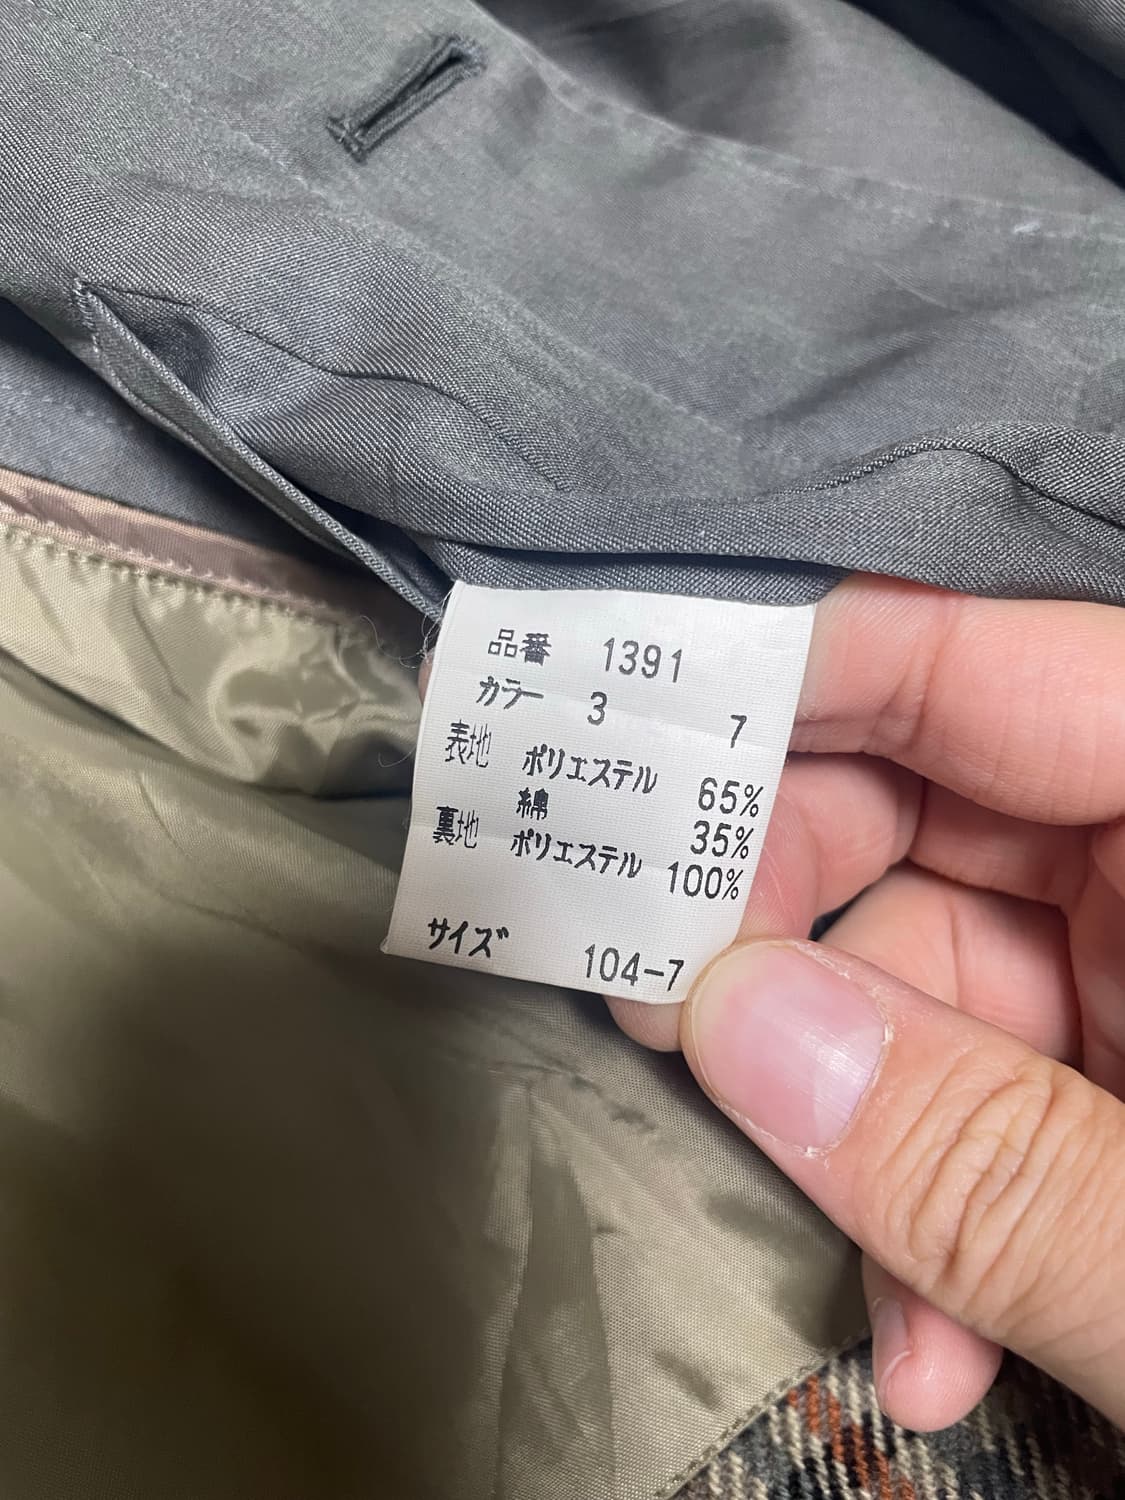 品番 1391
カラー 3 7
表地 ポリエステル 65%
綿 35%
裏地 ポリエステル 100%
サイズ 104-7